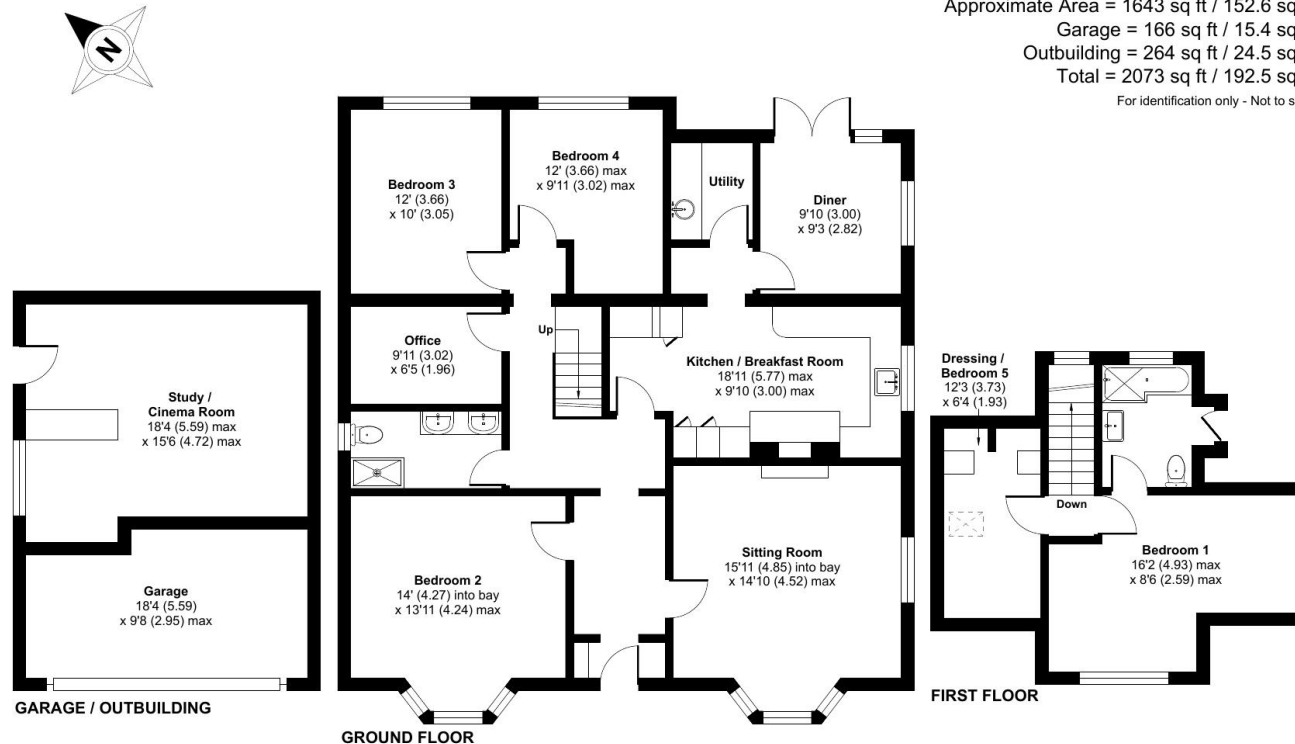 N
Approximate Area = 1643 sq ft / 152.6 sq
Garage = 166 sq ft / 15.4 sq
Outbuilding = 264 sq ft / 24.5 sq
Total = 2073 sq ft / 192.5 sq
For identification only - Not to s
Bedroom 3
12' (3.66)
x 10' (3.05)
Bedroom 4
12' (3.66) max
x 9'11 (3.02) max
Utility
Diner
9'10 (3.00)
x 9'3 (2.82)
Office
9'11 (3.02)
x 6'5 (1.96)
Up
Kitchen / Breakfast Room
18'11 (5.77) max
x 9'10 (3.00) max
Study /
Cinema Room
18'4 (5.59) max
x 15'6 (4.72) max
Garage
18'4 (5.59)
x 9'8 (2.95) max
GARAGE / OUTBUILDING
Bedroom 2
14' (4.27) into bay
x 13'11 (4.24) max
Sitting Room
15'11 (4.85) into bay
x 14'10 (4.52) max
GROUND FLOOR
Dressing /
Bedroom 5
12'3 (3.73)
x 6'4 (1.93)
Down
Bedroom 1
16'2 (4.93) max
x 8'6 (2.59) max
FIRST FLOOR